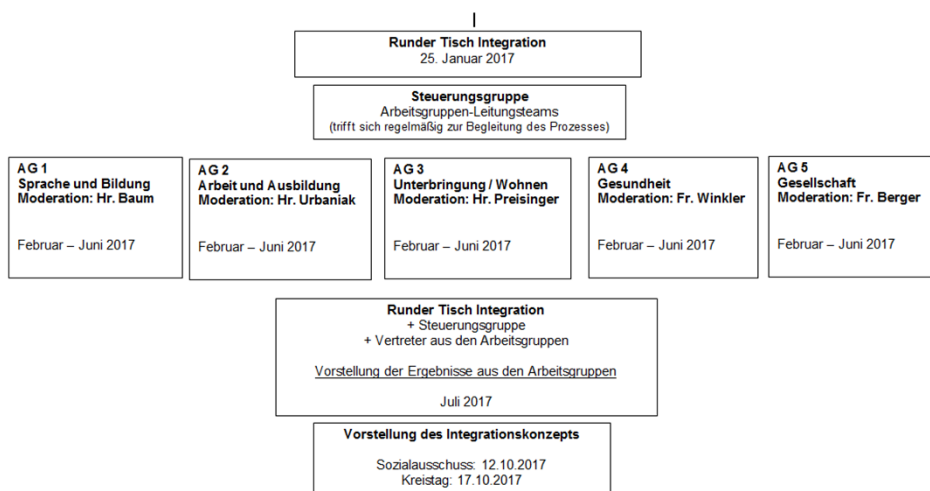 Runder Tisch Integration
25. Januar 2017
Steuerungsgruppe
Arbeitsgruppen-Leitungsteams
(trifft sich regelmäßig zur Begleitung des Prozesses)
AG 1
Sprache und Bildung
Moderation: Hr. Baum
Februar – Juni 2017
AG 2
Arbeit und Ausbildung
Moderation: Hr. Urbaniak
Februar – Juni 2017
AG 3
Unterbringung / Wohnen
Moderation: Hr. Preisinger
Februar – Juni 2017
AG 4
Gesundheit
Moderation: Fr. Winkler
Februar – Juni 2017
AG 5
Gesellschaft
Moderation: Fr. Berger
Februar – Juni 2017
Runder Tisch Integration
+ Steuerungsgruppe
+ Vertreter aus den Arbeitsgruppen
Vorstellung der Ergebnisse aus den Arbeitsgruppen
Juli 2017
Vorstellung des Integrationskonzepts
Sozialausschuss: 12.10.2017
Kreistag: 17.10.2017